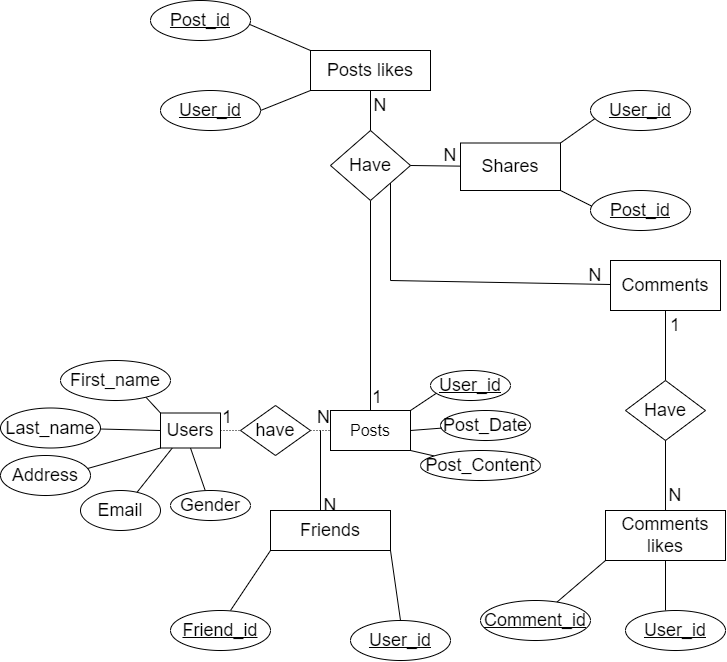 Post_id
Posts likes
User_id
N
Have
N
Shares
User_id
Post_id
N
Comments
1
First_name
Last_name
Address
Email
Gender
Users
1
have
N
1
Posts
User_id
Post_Date
Post_Content
Have
N
Friends
Friend_id
User_id
N
Comments
likes
Comment_id
User_id